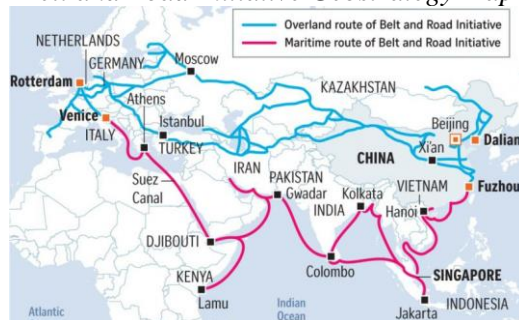 Overland route of Belt and Road Initiative
Maritime route of Belt and Road Initiative
NETHERLANDS
GERMANY
Moscow
Rotterdam
KAZAKHSTAN
Athens
Venice
Istanbul
Beijing
Dalian
ITALY
TURKEY
Xi'an
CHINA
IRAN
PAKISTAN
Suez
Canal
Gwadar
Kolkata
VIETNAM
Fuzhou
INDIA
Hanoi
DJIBOUTI
KENYA
Colombo
SINGAPORE
Lamu
Atlantic
Indian
Ocean
Jakarta
INDONESIA